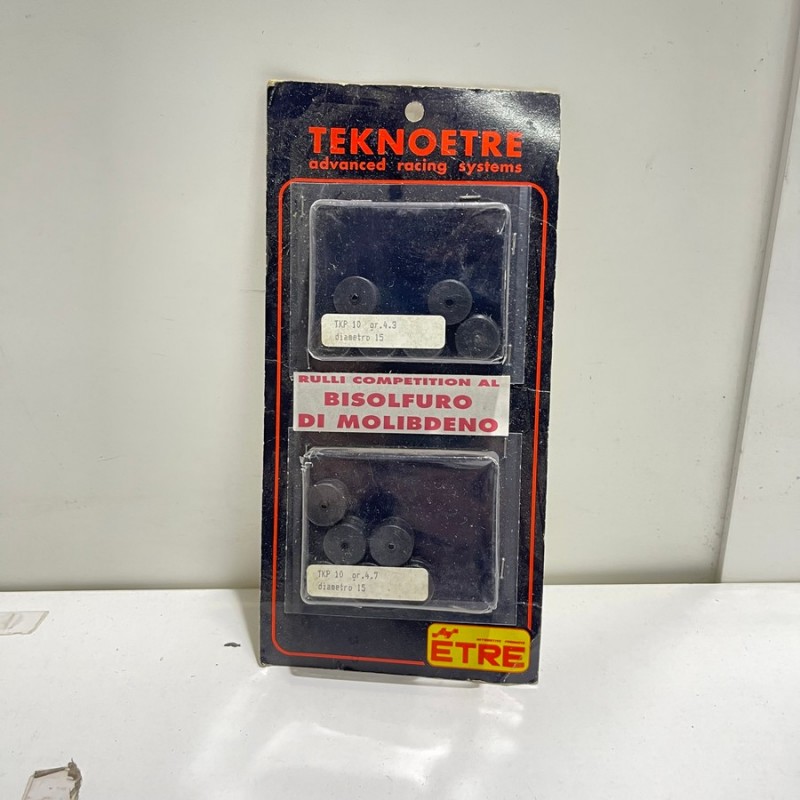 TEKNOETRE
advanced racing systems
TKP 10 gr.4.3
diametro 15
RULLI COMPETITION AL
BISOLFURO
DI MOLIBDENO
TKP 10 gr.4.7
diametro 15
ETRE